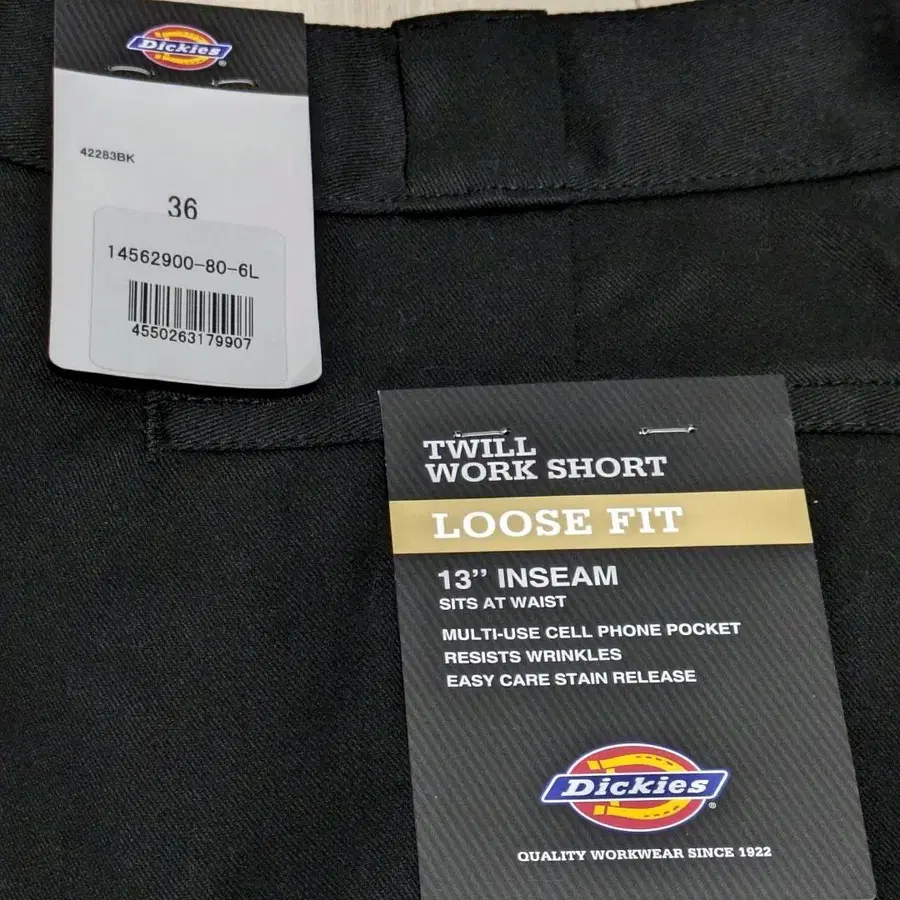 Dickies
42283BK
36
14562900-80-6L
4550263179907
TWILL
WORK SHORT
LOOSE FIT
13” INSEAM
SITS AT WAIST
MULTI-USE CELL PHONE POCKET
RESISTS WRINKLES
EASY CARE STAIN RELEASE
Dickies®
QUALITY WORKWEAR SINCE 1922